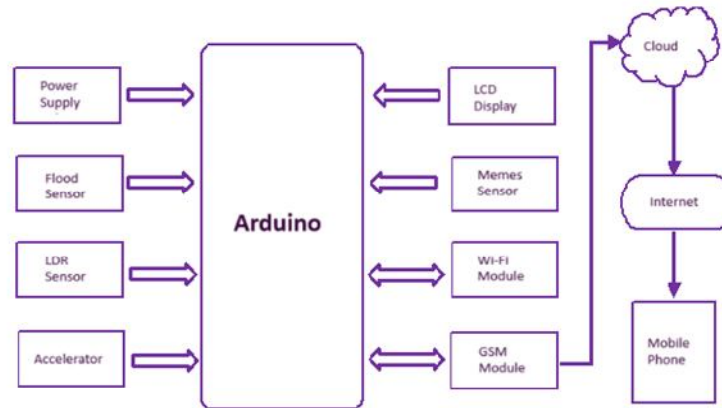 Power
Supply
Flood
Sensor
LDR
Sensor
Accelerator
Arduino
LCD
Display
Memes
Sensor
WI-FI
Module
GSM
Module
Cloud
Internet
Mobile
Phone